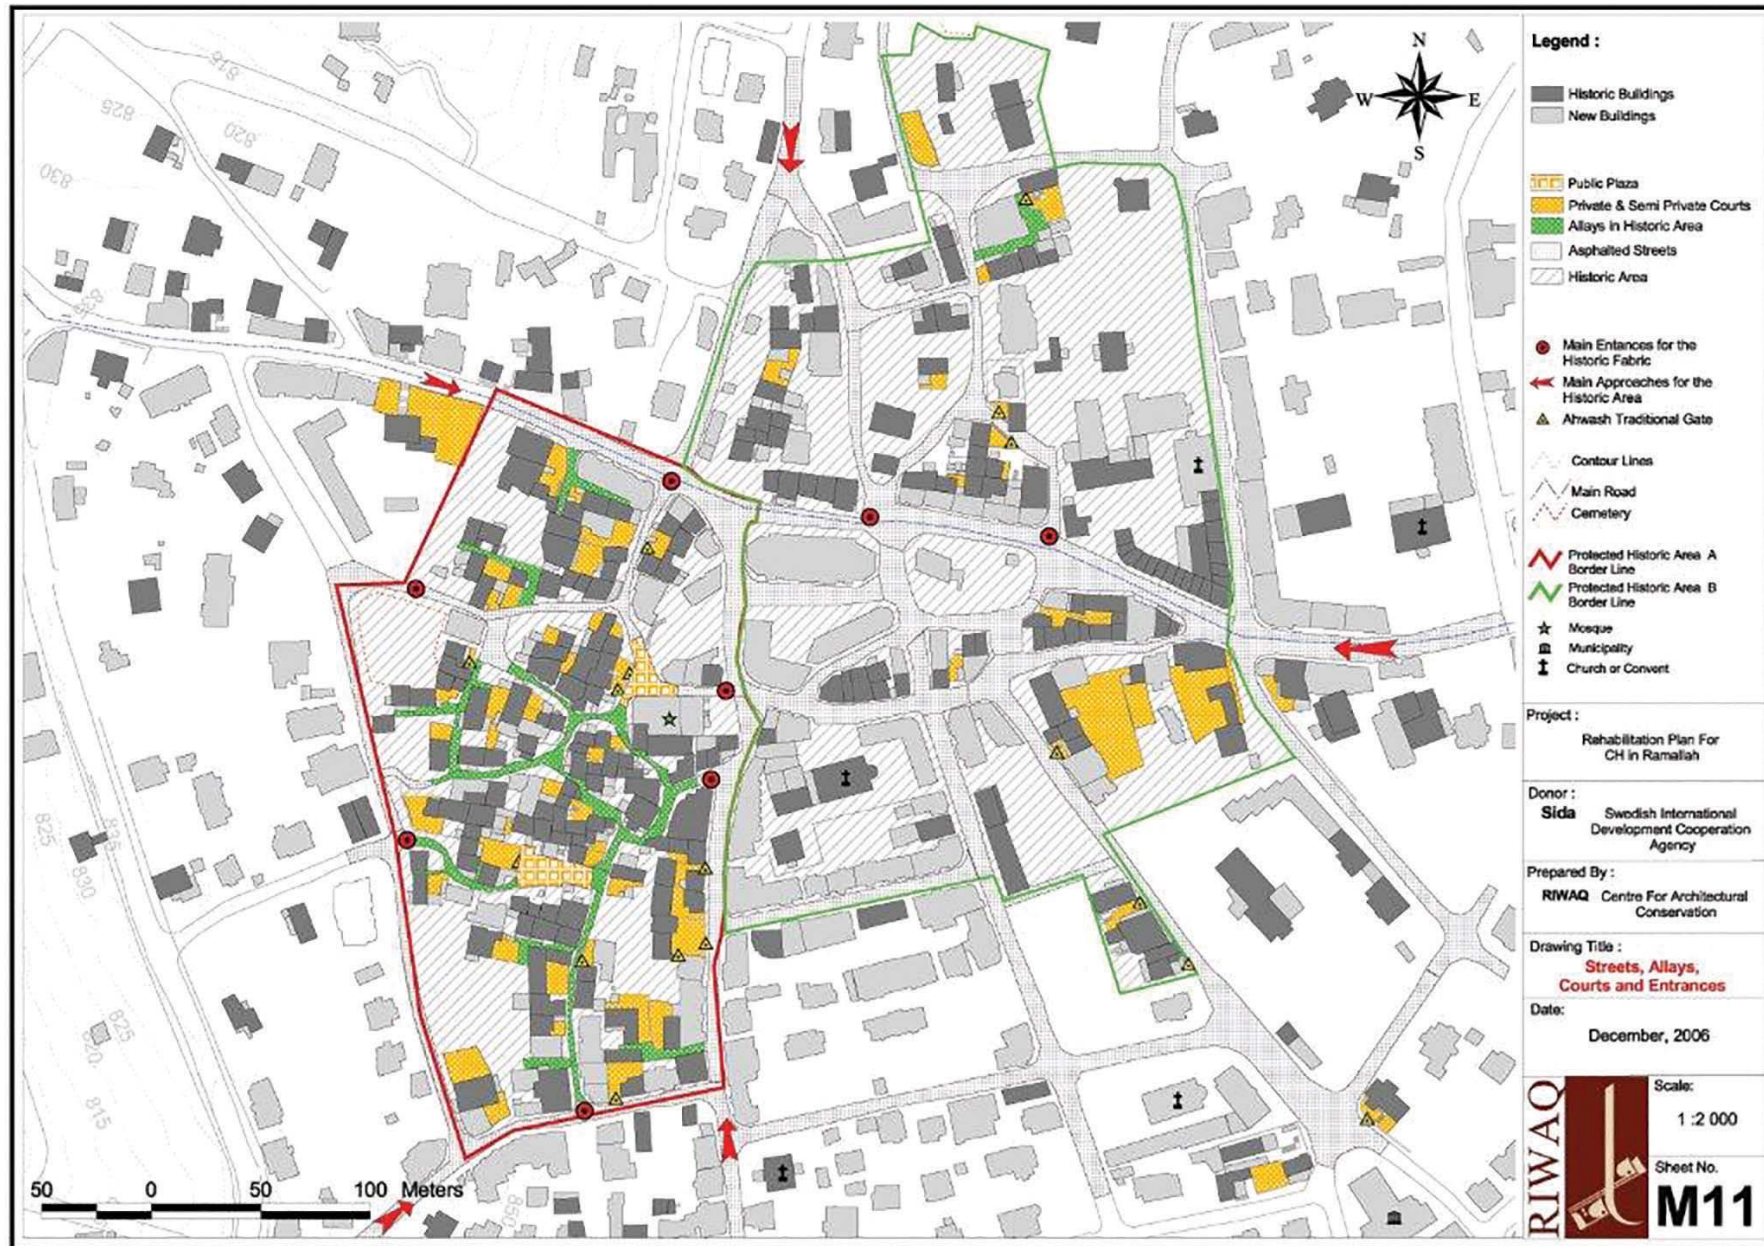 Legend :
Historic Buildings
New Buildings
Public Plaza
Private & Semi Private Courts
Allays in Historic Area
Asphalted Streets
Historic Area
Main Entances for the
Historic Fabric
Main Approaches for the
Historic Area
Ahwash Traditional Gate
Contour Lines
Main Road
Cemetery
Protected Historic Area A
Border Line
Protected Historic Area B
Border Line
Mosque
Municipality
Church or Convent
Project :
Rehabilitation Plan For
CH in Ramallah
Donor :
Sida Swedish International
Development Cooperation
Agency
Prepared By :
RIWAQ Centre For Architectural
Conservation
Drawing Title :
Streets, Allays,
Courts and Entrances
Date:
December, 2006
RIWAQ
Scale:
1 :2 000
Sheet No.
M11
N
W E
S
815
825
820
830
835
825
835
830
825
820
815
850
50 0 50 100 Meters